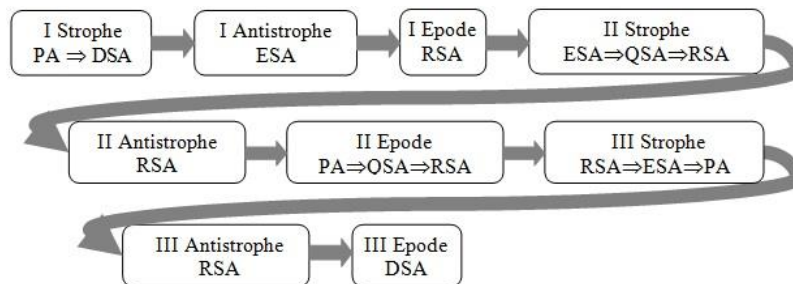 I Strophe
PA ⇒ DSA
I Antistrophe
ESA
I Epode
RSA
II Strophe
ESA⇒QSA⇒RSA
II Antistrophe
RSA
II Epode
PA⇒QSA⇒RSA
III Strophe
RSA⇒ESA⇒PA
III Antistrophe
RSA
III Epode
DSA